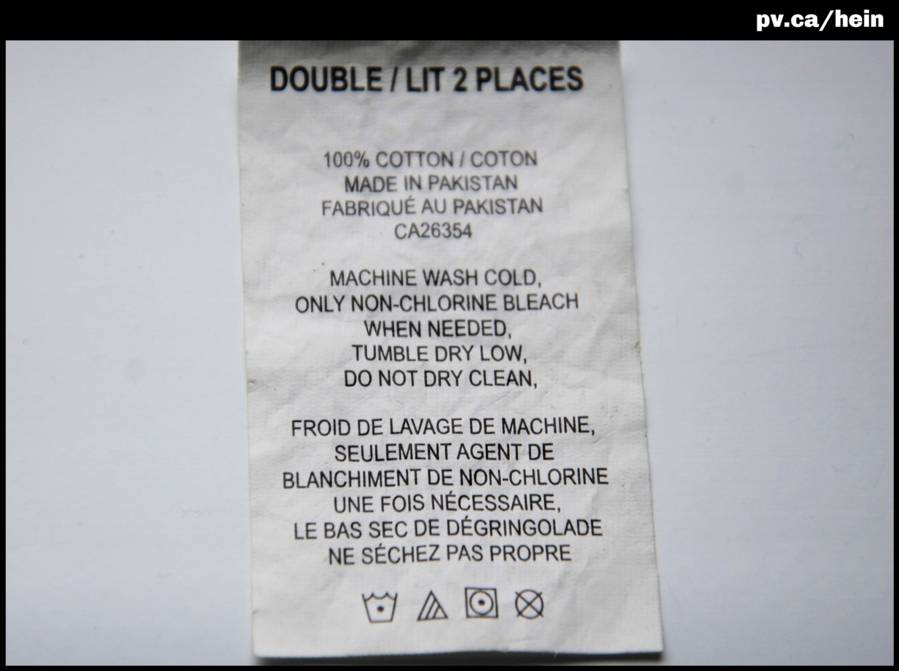 pv.ca/hein
DOUBLE / LIT 2 PLACES
100% COTTON / COTON
MADE IN PAKISTAN
FABRIQUÉ AU PAKISTAN
CA26354
MACHINE WASH COLD,
ONLY NON-CHLORINE BLEACH
WHEN NEEDED,
TUMBLE DRY LOW,
DO NOT DRY CLEAN,
FROID DE LAVAGE DE MACHINE,
SEULEMENT AGENT DE
BLANCHIMENT DE NON-CHLORINE
UNE FOIS NÉCESSAIRE,
LE BAS SEC DE DÉGRINGOLADE
NE SÉCHEZ PAS PROPRE